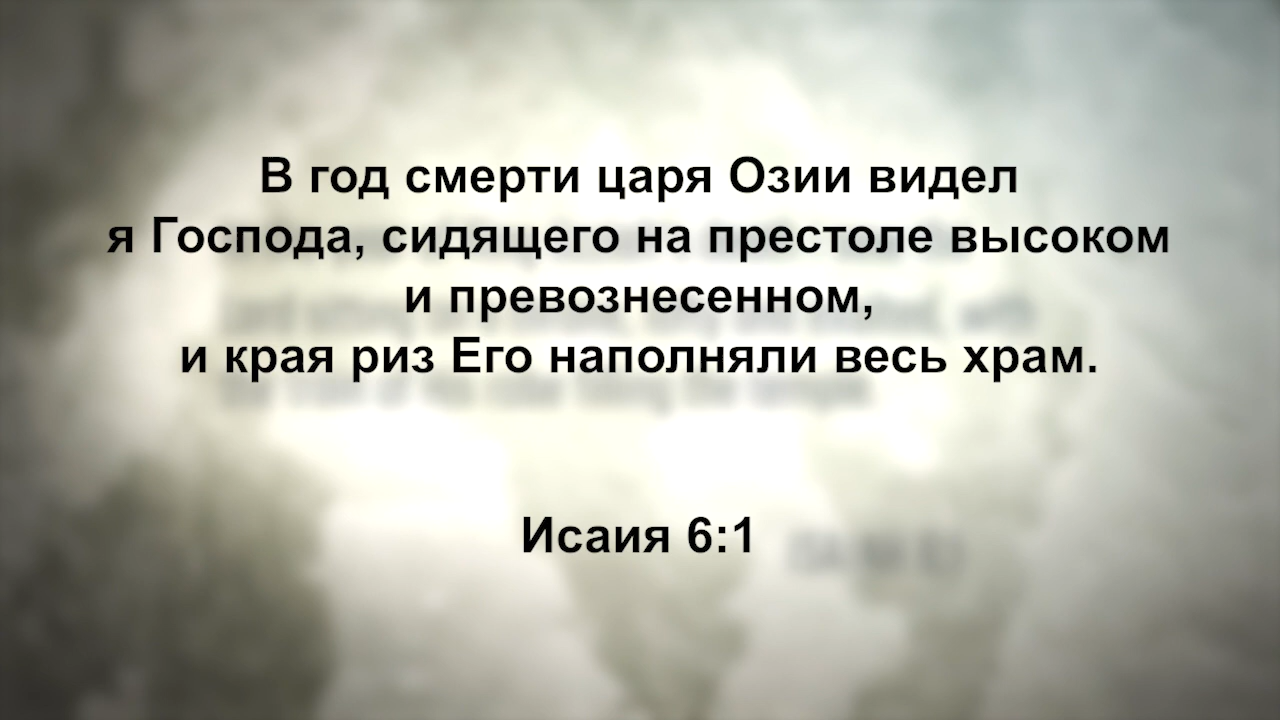 В год смерти царя Озии видел
я Господа, сидящего на престоле высоком
и превознесенном,
и края риз Его наполняли весь храм.
Исаия 6:1